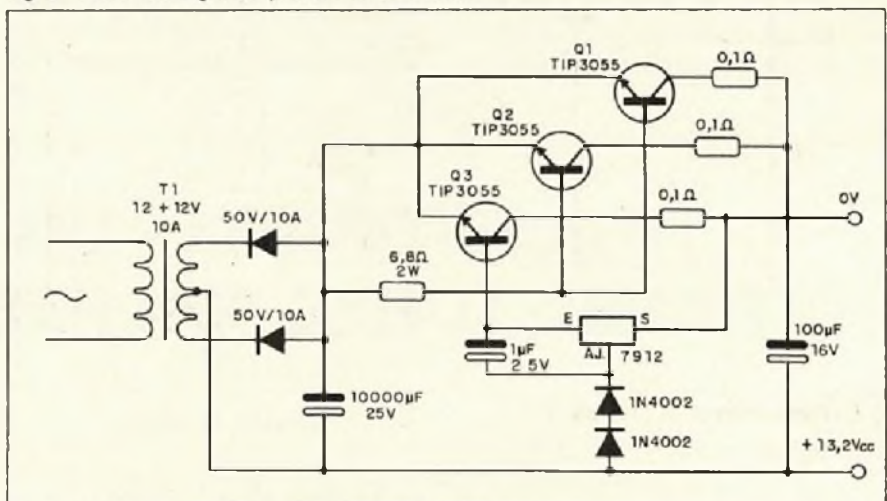 Q1
TIP3055
0,1Ω
Q2
TIP3055
0,1Ω
Q3
TIP3055
0,1Ω
T1
12 + 12V
10A
50V/10A
0V
6,8Ω
2W
50V/10A
E
S
AJ.
7912
1µF
2 5V
100µF
16V
10000µF
25V
1N4002
1N4002
+13,2Vcc